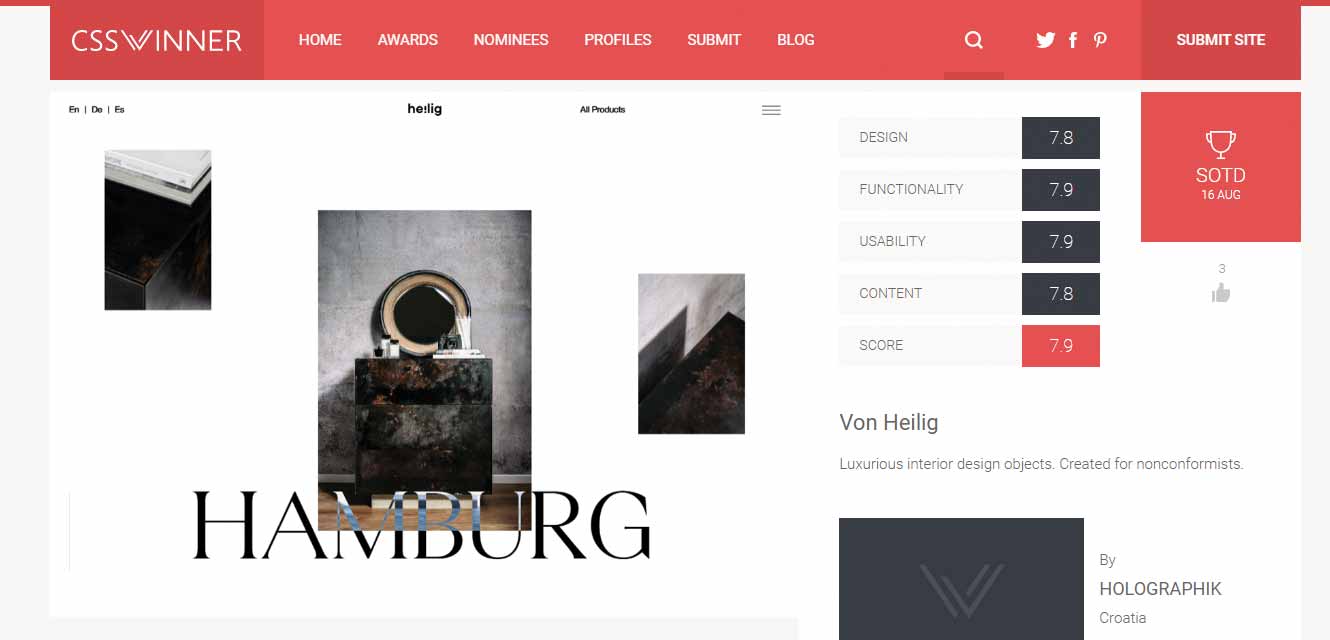 CSSWINNER HOME AWARDS NOMINEES PROFILES SUBMIT BLOG SUBMIT SITE
En | De | Es he!lig All Products
HAMBURG
DESIGN 7.8
FUNCTIONALITY 7.9
USABILITY 7.9
CONTENT 7.8
SCORE 7.9
SOTD
16 AUG
3
Von Heilig
Luxurious interior design objects. Created for nonconformists.
By
HOLOGRAPHIK
Croatia